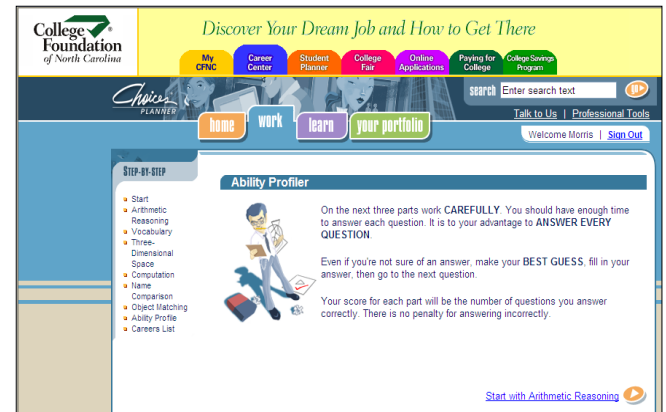 College
Foundation
of North Carolina
Discover Your Dream Job and How to Get There
My
CFNC
Career
Center
Student
Planner
College
Fair
Online
Applications
Paying for
College
College Savings
Program
Choices
PLANNER
search Enter search text GO
Talk to Us | Professional Tools
home work learn your portfolio
Welcome Morris | Sign Out
STEP-BY-STEP
Start
Arithmetic
Reasoning
Vocabulary
Three-
Dimensional
Space
Computation
Name
Comparison
Object Matching
Ability Profile
Careers List
Ability Profiler
On the next three parts work CAREFULLY. You should have enough time
to answer each question. It is to your advantage to ANSWER EVERY
QUESTION.
Even if you're not sure of an answer, make your BEST GUESS, fill in your
answer, then go to the next question.
Your score for each part will be the number of questions you answer
correctly. There is no penalty for answering incorrectly.
Start with Arithmetic Reasoning